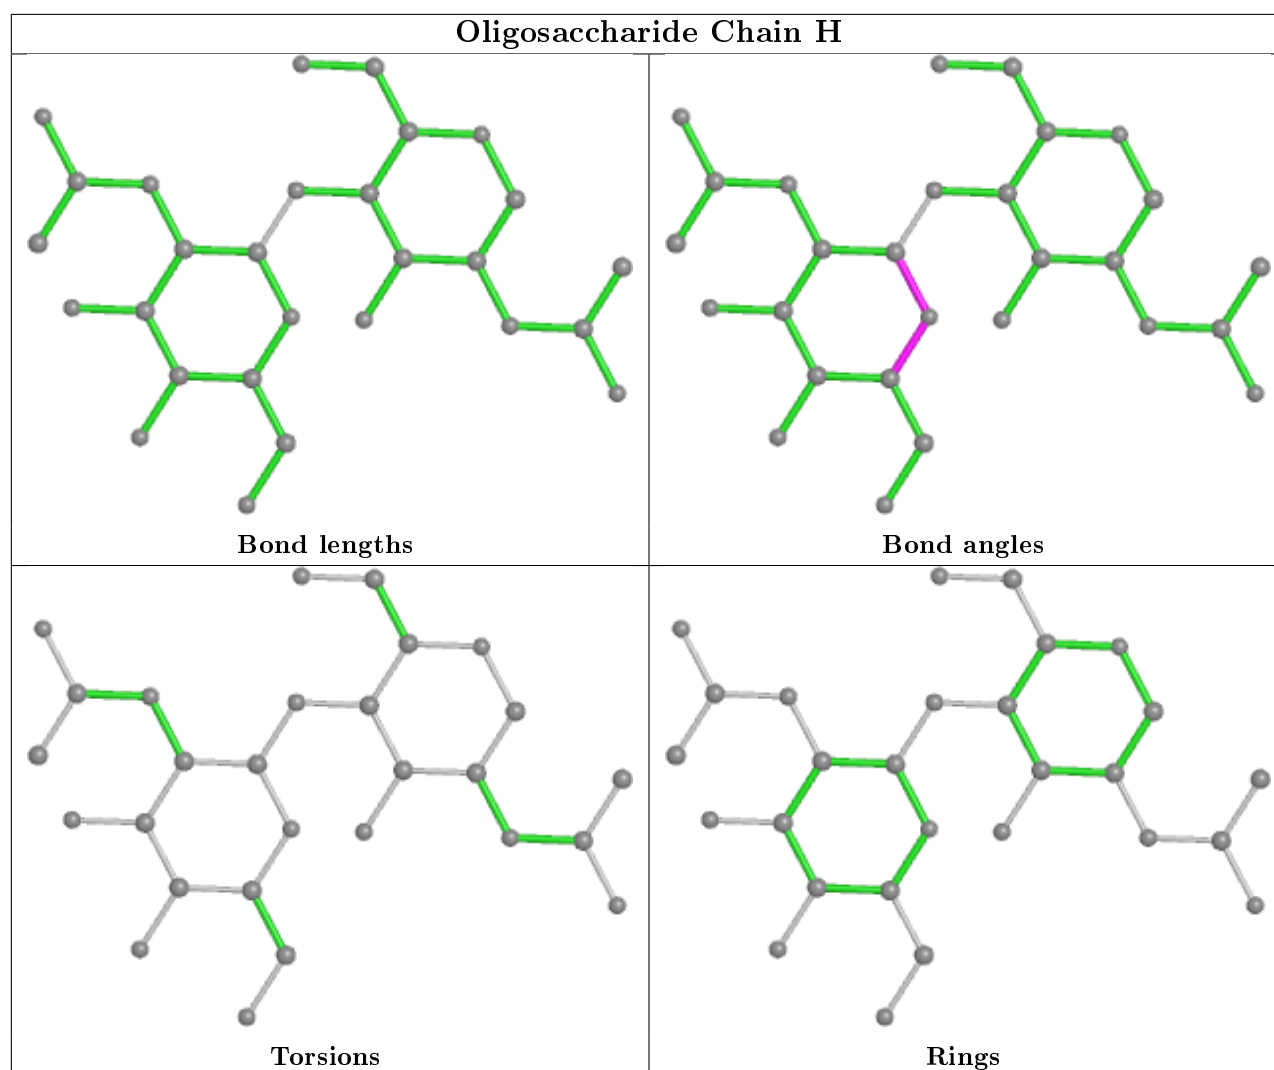 Oligosaccharide Chain H
Bond lengths
Bond angles
Torsions
Rings